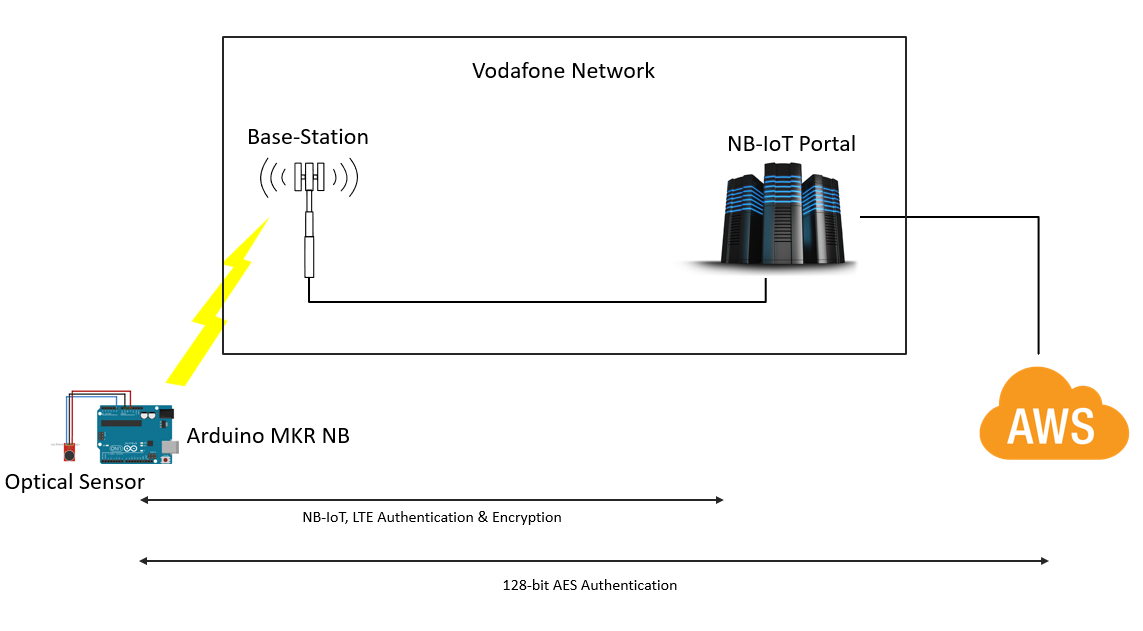 Vodafone Network
Base-Station
NB-IoT Portal
Arduino MKR NB
AWS
Optical Sensor
NB-IoT, LTE Authentication & Encryption
128-bit AES Authentication